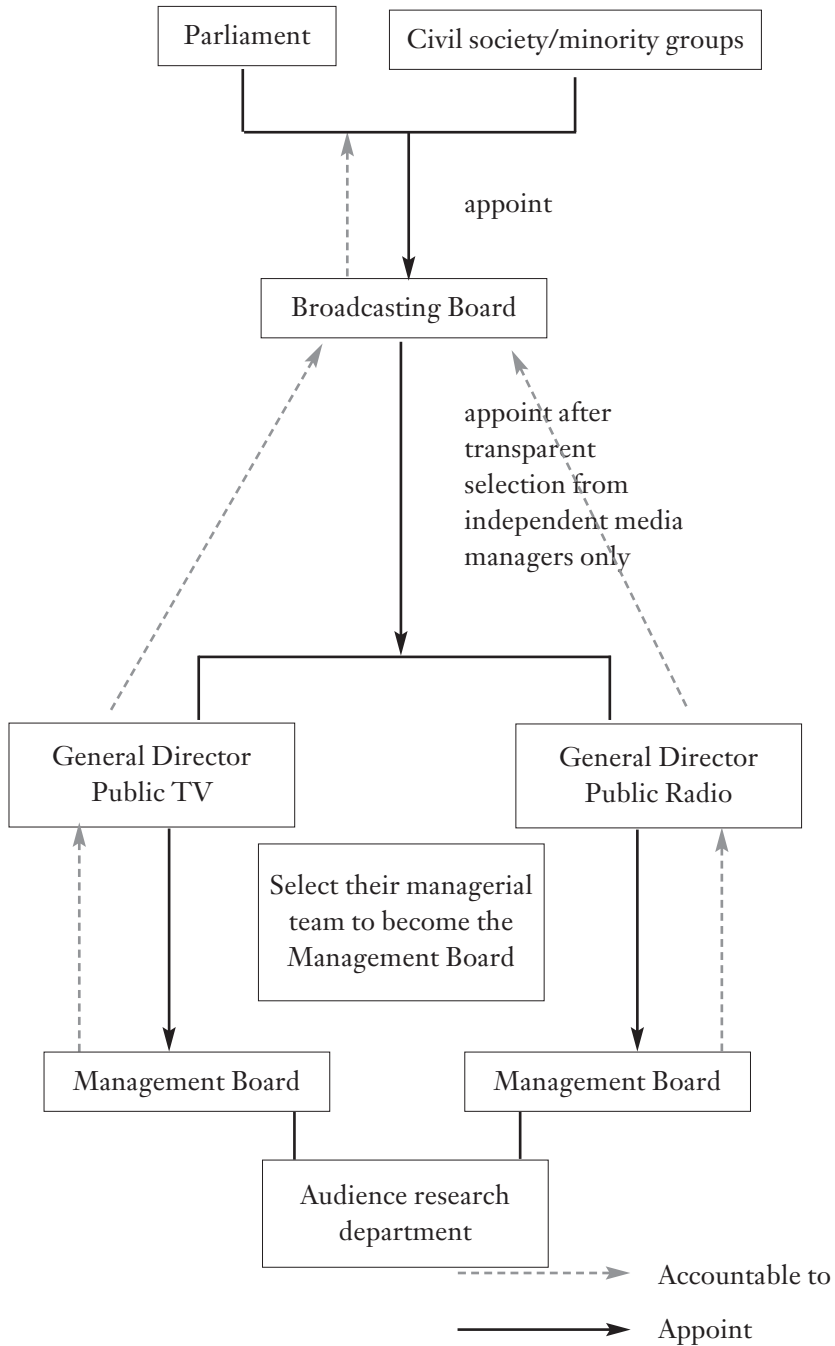 Parliament
Civil society/minority groups
appoint
Broadcasting Board
appoint after
transparent
selection from
independent media
managers only
General Director
Public TV
General Director
Public Radio
Select their managerial
team to become the
Management Board
Management Board
Management Board
Audience research
department
Accountable to
Appoint